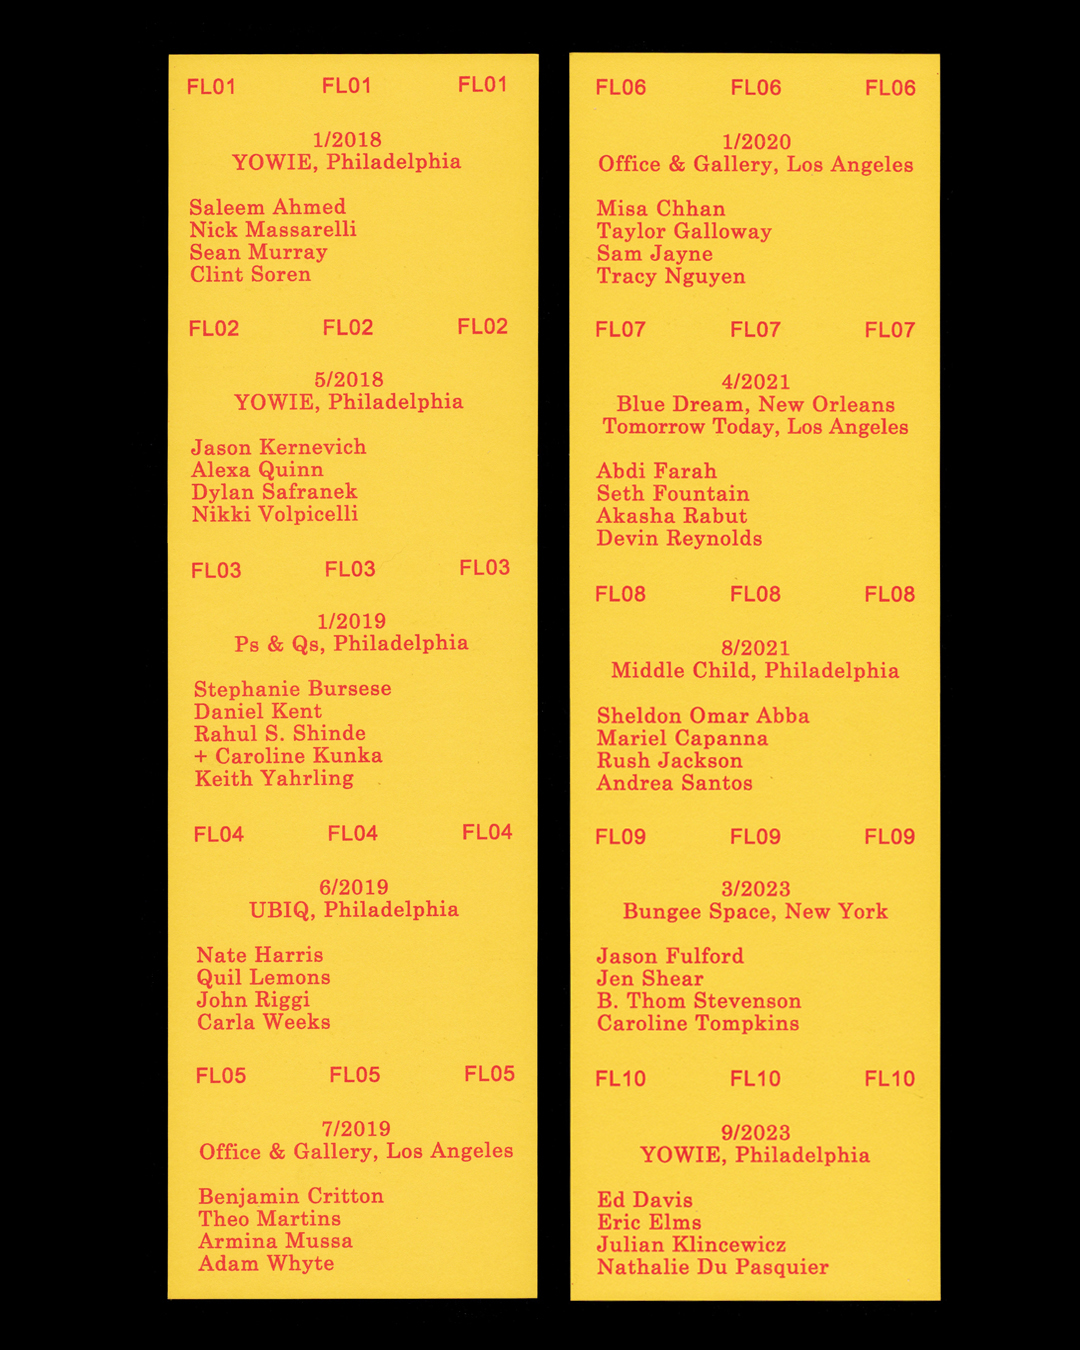 FL01 FL01 FL01
1/2018
YOWIE, Philadelphia
Saleem Ahmed
Nick Massarelli
Sean Murray
Clint Soren
FL02 FL02 FL02
5/2018
YOWIE, Philadelphia
Jason Kernevich
Alexa Quinn
Dylan Safranek
Nikki Volpicelli
FL03 FL03 FL03
1/2019
Ps & Qs, Philadelphia
Stephanie Bursese
Daniel Kent
Rahul S. Shinde
+ Caroline Kunka
Keith Yahrling
FL04 FL04 FL04
6/2019
UBIQ, Philadelphia
Nate Harris
Quil Lemons
John Riggi
Carla Weeks
FL05 FL05 FL05
7/2019
Office & Gallery, Los Angeles
Benjamin Critton
Theo Martins
Armina Mussa
Adam Whyte
FL06 FL06 FL06
1/2020
Office & Gallery, Los Angeles
Misa Chhan
Taylor Galloway
Sam Jayne
Tracy Nguyen
FL07 FL07 FL07
4/2021
Blue Dream, New Orleans
Tomorrow Today, Los Angeles
Abdi Farah
Seth Fountain
Akasha Rabut
Devin Reynolds
FL08 FL08 FL08
8/2021
Middle Child, Philadelphia
Sheldon Omar Abba
Mariel Capanna
Rush Jackson
Andrea Santos
FL09 FL09 FL09
3/2023
Bungee Space, New York
Jason Fulford
Jen Shear
B. Thom Stevenson
Caroline Tompkins
FL10 FL10 FL10
9/2023
YOWIE, Philadelphia
Ed Davis
Eric Elms
Julian Klincewicz
Nathalie Du Pasquier